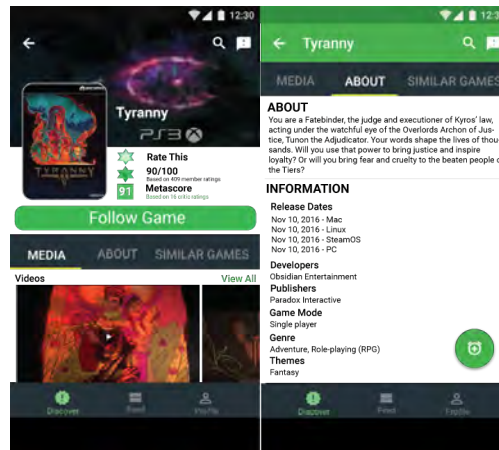 12:30
Tyranny
PS3
TYRANNY
Rate This
90/100
Based on 409 member ratings
91
Metascore
Based on 16 critic ratings
Follow Game
MEDIA ABOUT SIMILAR GAMES
Videos View All
Discover Feed Profile
12:30
Tyranny
MEDIA ABOUT SIMILAR GAMES
ABOUT
You are a Fatebinder, the judge and executioner of Kyros' law,
acting under the watchful eye of the Overlords Archon of Jus-
tice, Tunon the Adjudicator. Your words shape the lives of thou-
sands. Will you use that power to bring justice and inspire
loyalty? Or will you bring fear and cruelty to the beaten people o
the Tiers?
INFORMATION
Release Dates
Nov 10, 2016 - Mac
Nov 10, 2016 - Linux
Nov 10, 2016 - SteamOS
Nov 10, 2016 - PC
Developers
Obsidian Entertainment
Publishers
Paradox Interactive
Game Mode
Single player
Genre
Adventure, Role-playing (RPG)
Themes
Fantasy
Discover Feed Profile